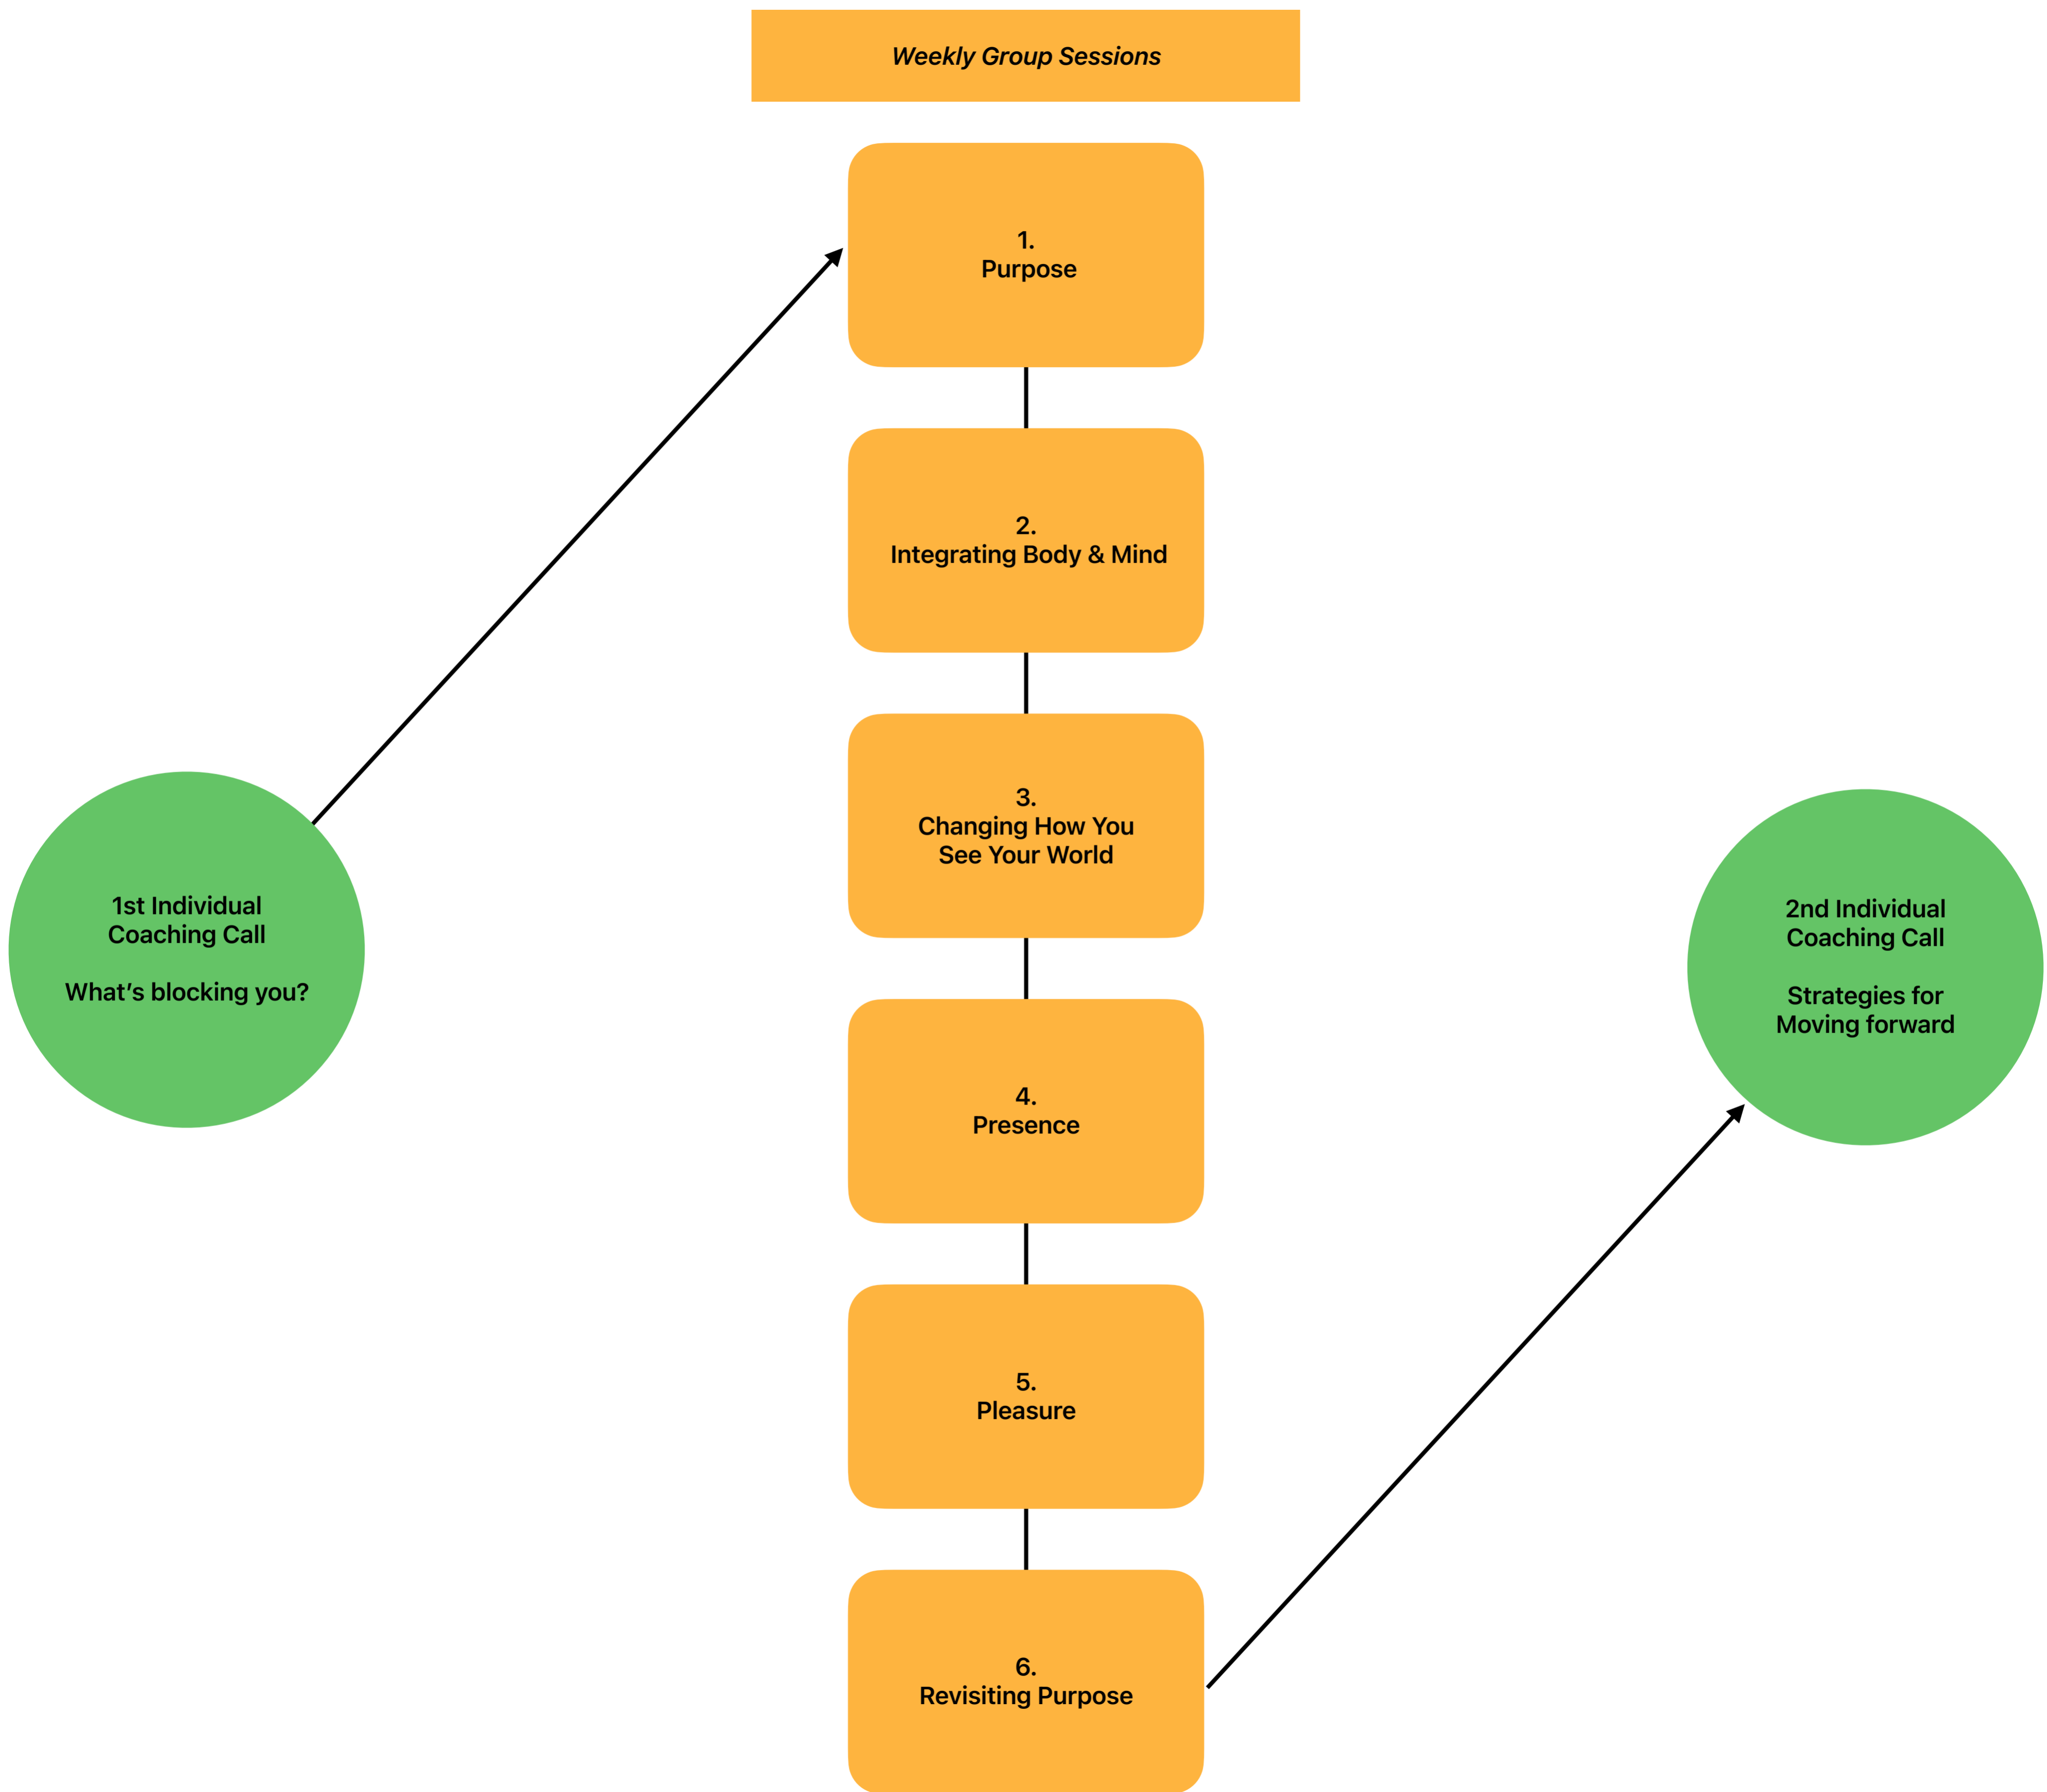 Weekly Group Sessions
1.
Purpose
2.
Integrating Body & Mind
3.
Changing How You
See Your World
1st Individual
Coaching Call
What’s blocking you?
2nd Individual
Coaching Call
Strategies for
Moving forward
4.
Presence
5.
Pleasure
6.
Revisiting Purpose